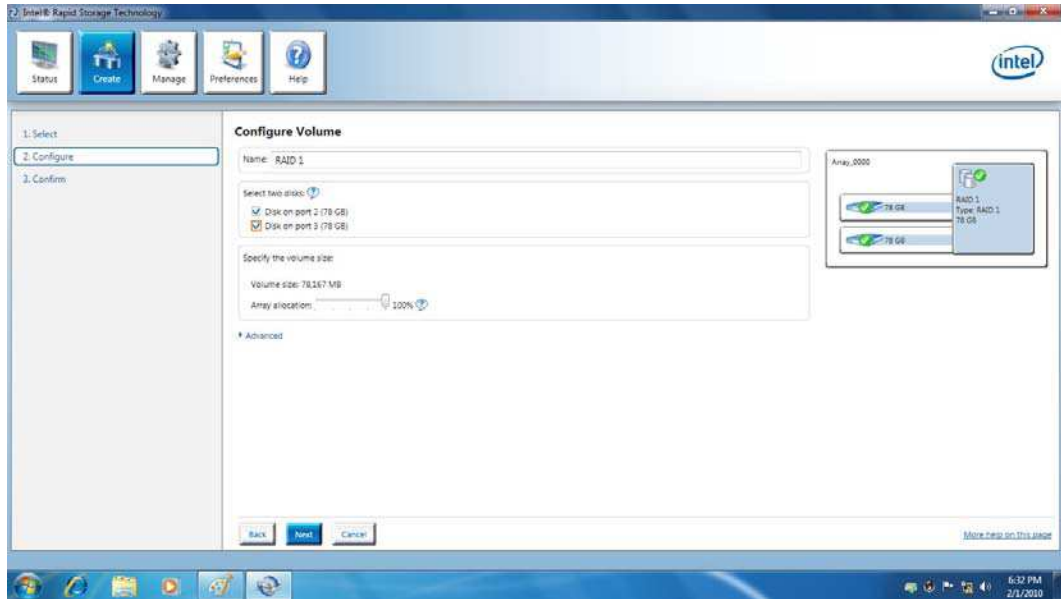 Intel® Rapid Storage Technology
Status
Create
Manage
Preferences
Help
intel
1. Select
2. Configure
3. Confirm
Configure Volume
Name: RAID 1
Select two disks:
Disk on port 2 (78 GB)
Disk on port 3 (78 GB)
Specify the volume size:
Volume size: 78,167 MB
Array allocation: 100%
Advanced
Array_0000
78 GB
78 GB
RAID 1
Type: RAID 1
78 GB
Back
Next
Cancel
More help on this page
6:32 PM
2/1/2010